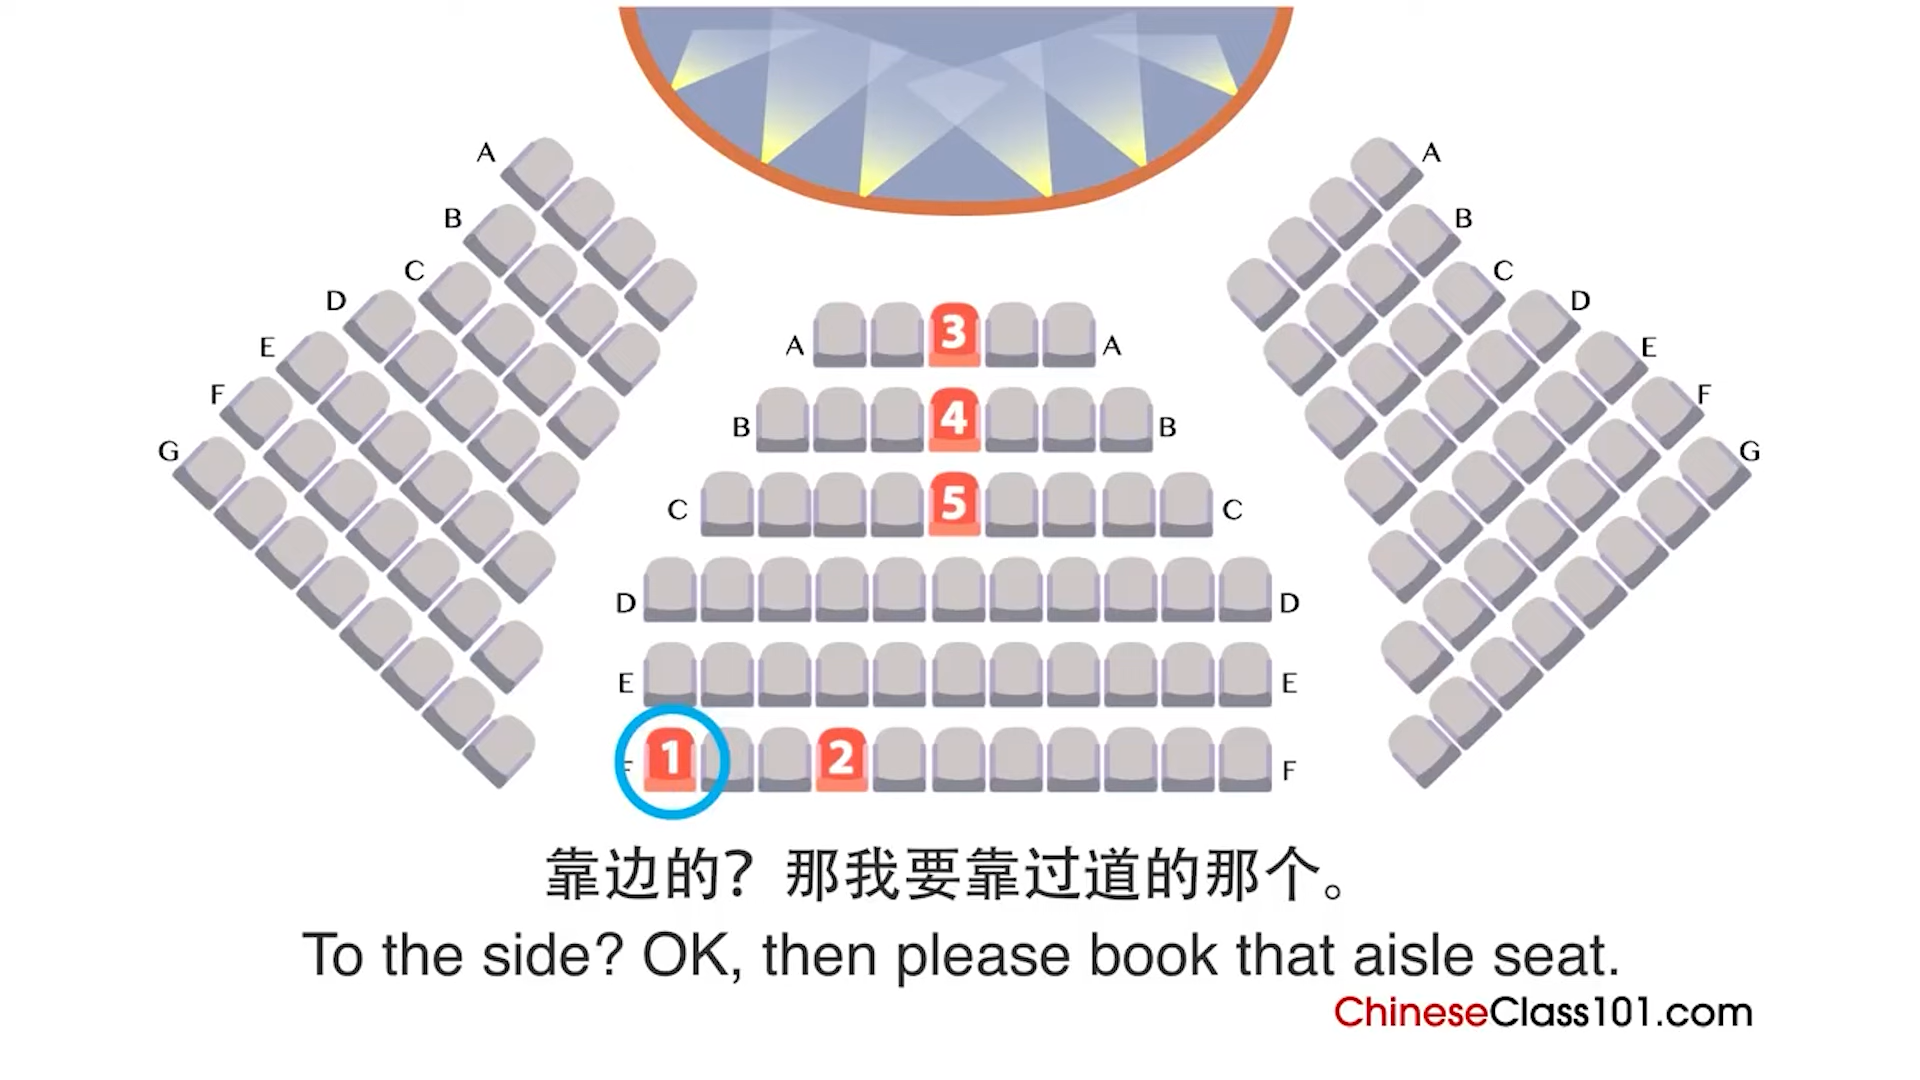 A
A
B
B
C
C
D
D
E
E
F
F
G
G
A 3 A
B 4 B
C 5 C
D D
E E
F 1 2 F
靠边的？那我要靠过道的那个。
To the side? OK, then please book that aisle seat.
ChineseClass101.com